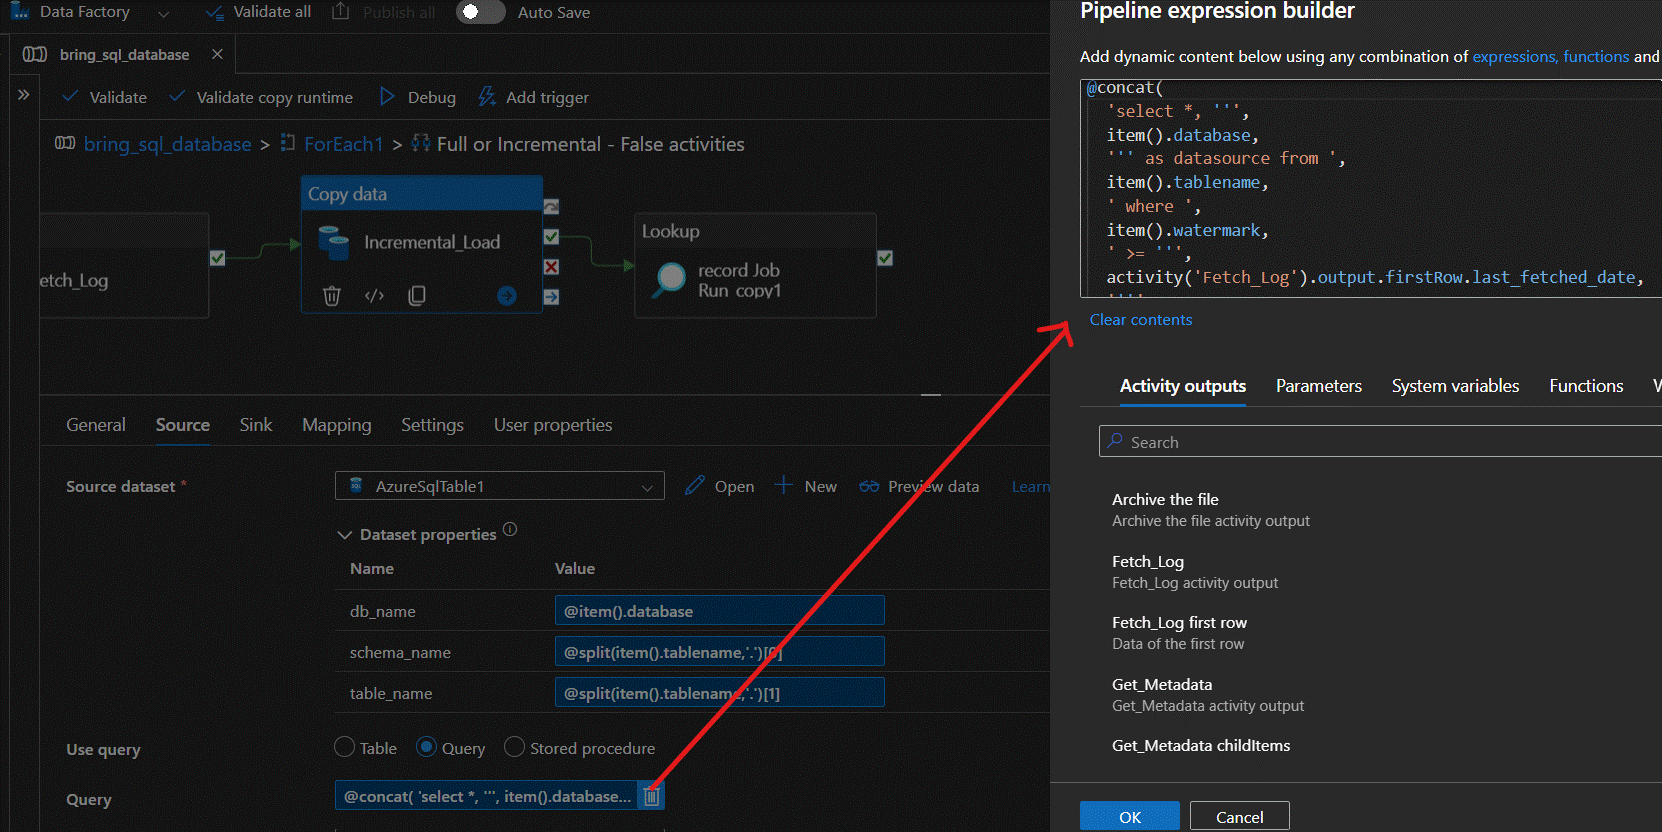 Data Factory
Validate all
Publish all
Auto Save
bring_sql_database
Validate
Validate copy runtime
Debug
Add trigger
bring_sql_database > ForEach1 > Full or Incremental - False activities
etch_Log
Copy data
Incremental_Load
Lookup
record Job
Run copy1
General
Source
Sink
Mapping
Settings
User properties
Source dataset *
AzureSqlTable1
Open
New
Preview data
Learn
Dataset properties
Name
Value
db_name
@item().database
schema_name
@split(item().tablename,'.')[0]
table_name
@split(item().tablename,'.')[1]
Use query
Table
Query
Stored procedure
Query
@concat( 'select *, ''', item().database...
Pipeline expression builder
Add dynamic content below using any combination of expressions, functions and
@concat(
'select *, ''',
item().database,
''' as datasource from ',
item().tablename,
' where ',
item().watermark,
' >= ''',
activity('Fetch_Log').output.firstRow.last_fetched_date,
''''
Clear contents
Activity outputs
Parameters
System variables
Functions
Search
Archive the file
Archive the file activity output
Fetch_Log
Fetch_Log activity output
Fetch_Log first row
Data of the first row
Get_Metadata
Get_Metadata activity output
Get_Metadata childItems
OK
Cancel